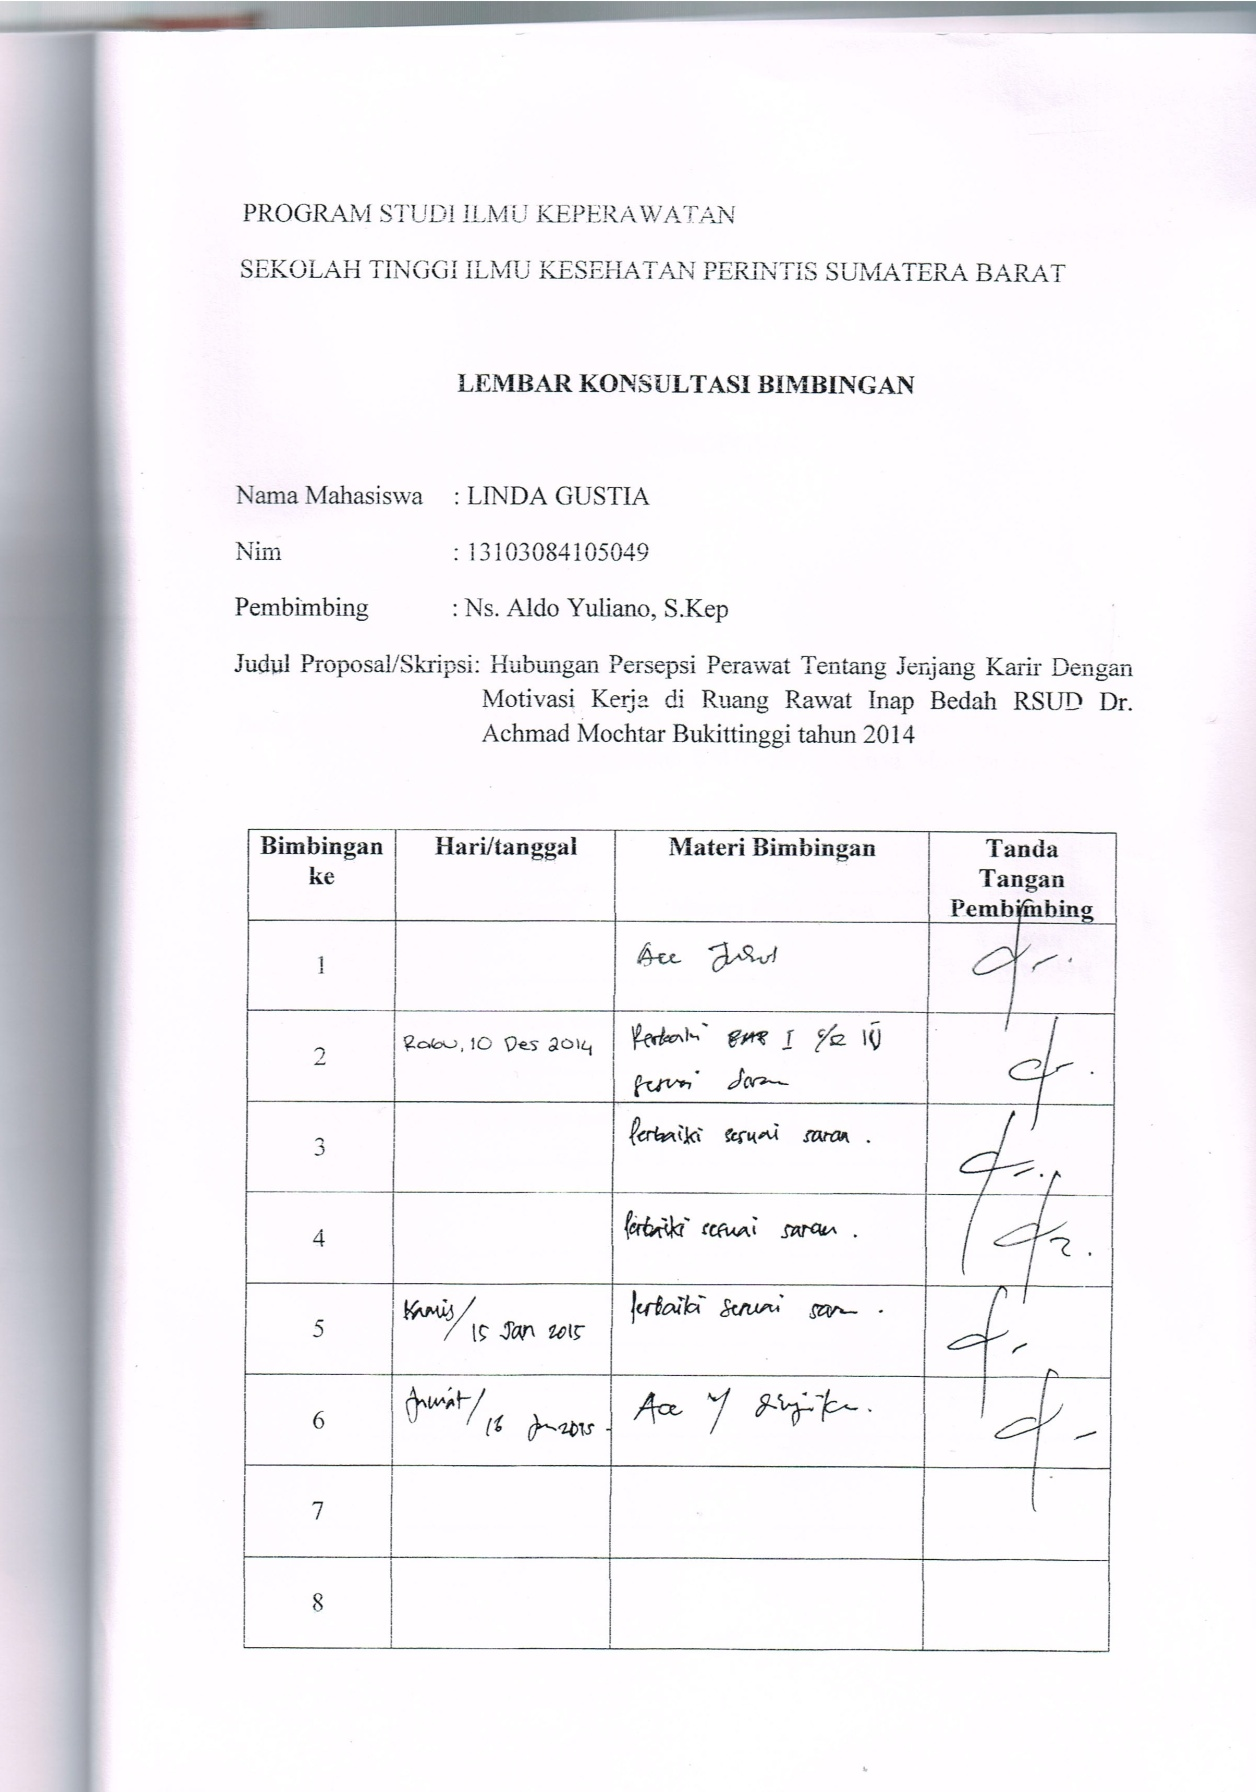 PROGRAM STUDI ILMU KEPERAWATAN
SEKOLAH TINGGI ILMU KESEHATAN PERINTIS SUMATERA BARAT
LEMBAR KONSULTASI BIMBINGAN
Nama Mahasiswa : LINDA GUSTIA
Nim : 13103084105049
Pembimbing : Ns. Aldo Yuliano, S.Kep
Judul Proposal/Skripsi: Hubungan Persepsi Perawat Tentang Jenjang Karir Dengan
Motivasi Kerja di Ruang Rawat Inap Bedah RSUD Dr.
Achmad Mochtar Bukittinggi tahun 2014
Bimbingan ke Hari/tanggal Materi Bimbingan Tanda Tangan Pembimbing
1 Acc Judul
2 Rabu, 10 Des 2014 Perbaiki BAB I
sesuai saran
3 Perbaiki sesuai saran .
4 Perbaiki sesuai saran .
5 Kamis/ 15 Jan 2015 Perbaiki sesuai saran .
6 Jumat/ 16 Jan 2015 Acc
7
8